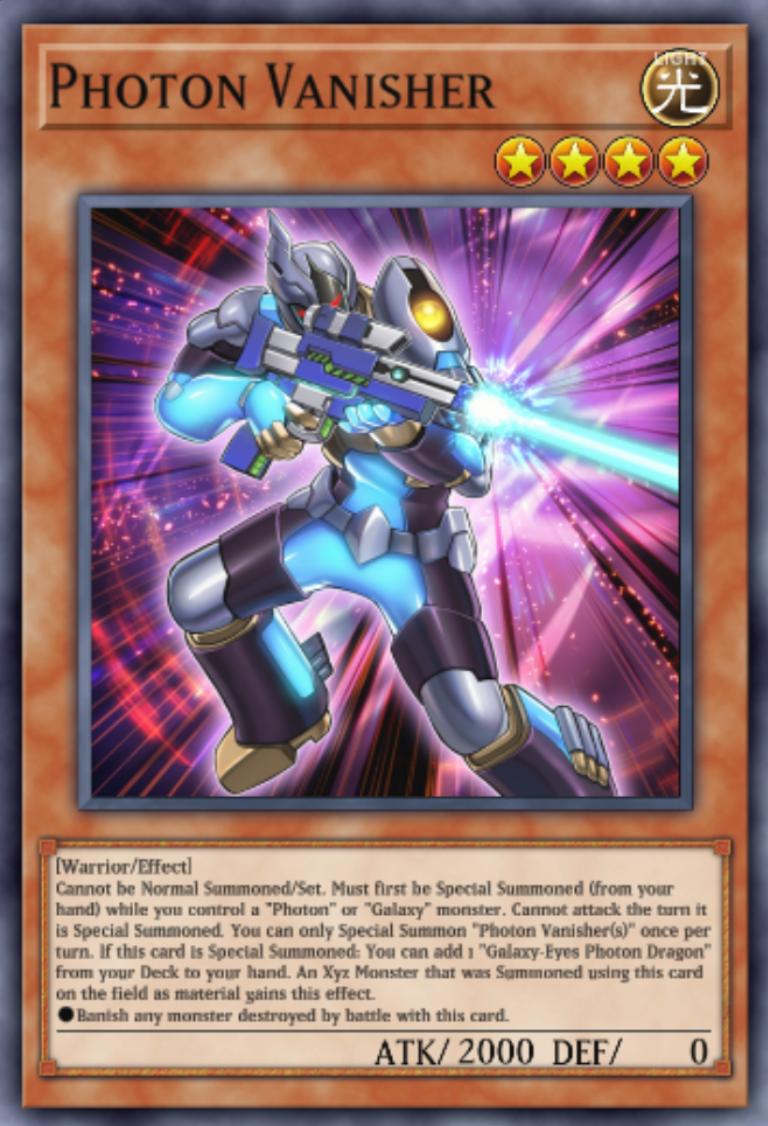 PHOTON VANISHER
LIGHT
光
[Warrior/Effect]
Cannot be Normal Summoned/Set. Must first be Special Summoned (from your
hand) while you control a "Photon" or "Galaxy" monster. Cannot attack the turn it
is Special Summoned. You can only Special Summon "Photon Vanisher(s)" once per
turn. If this card is Special Summoned: You can add 1 "Galaxy-Eyes Photon Dragon"
from your Deck to your hand. An Xyz Monster that was Summoned using this card
on the field as material gains this effect.
●Banish any monster destroyed by battle with this card.
ATK/ 2000 DEF/ 0